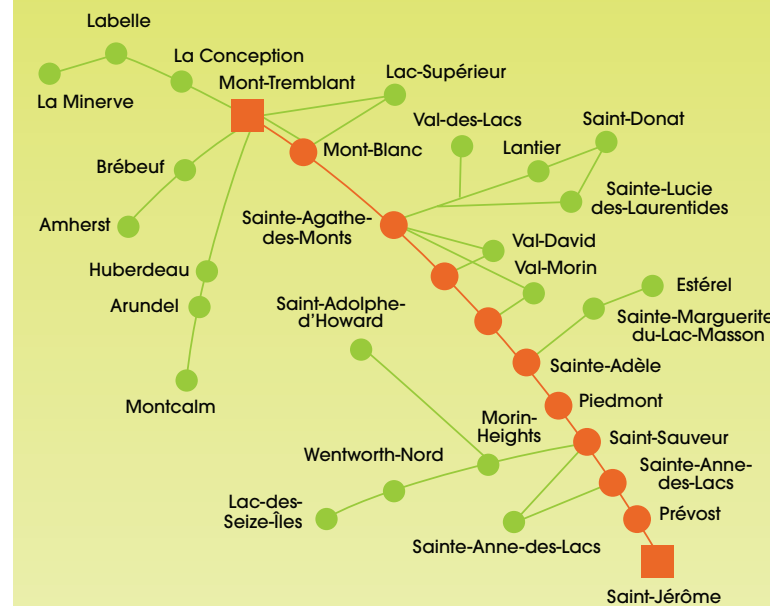 Labelle
La Conception
Mont-Tremblant
Lac-Supérieur
La Minerve
Val-des-Lacs
Saint-Donat
Lantier
Mont-Blanc
Brébeuf
Sainte-Lucie
des-Laurentides
Amherst
Sainte-Agathe-
des-Monts
Val-David
Val-Morin
Huberdeau
Estérel
Arundel
Saint-Adolphe-
d'Howard
Sainte-Marguerite
du-Lac-Masson
Sainte-Adèle
Montcalm
Piedmont
Morin-
Heights
Saint-Sauveur
Wentworth-Nord
Sainte-Anne-
des-Lacs
Lac-des-
Seize-Îles
Prévost
Sainte-Anne-des-Lacs
Saint-Jérôme